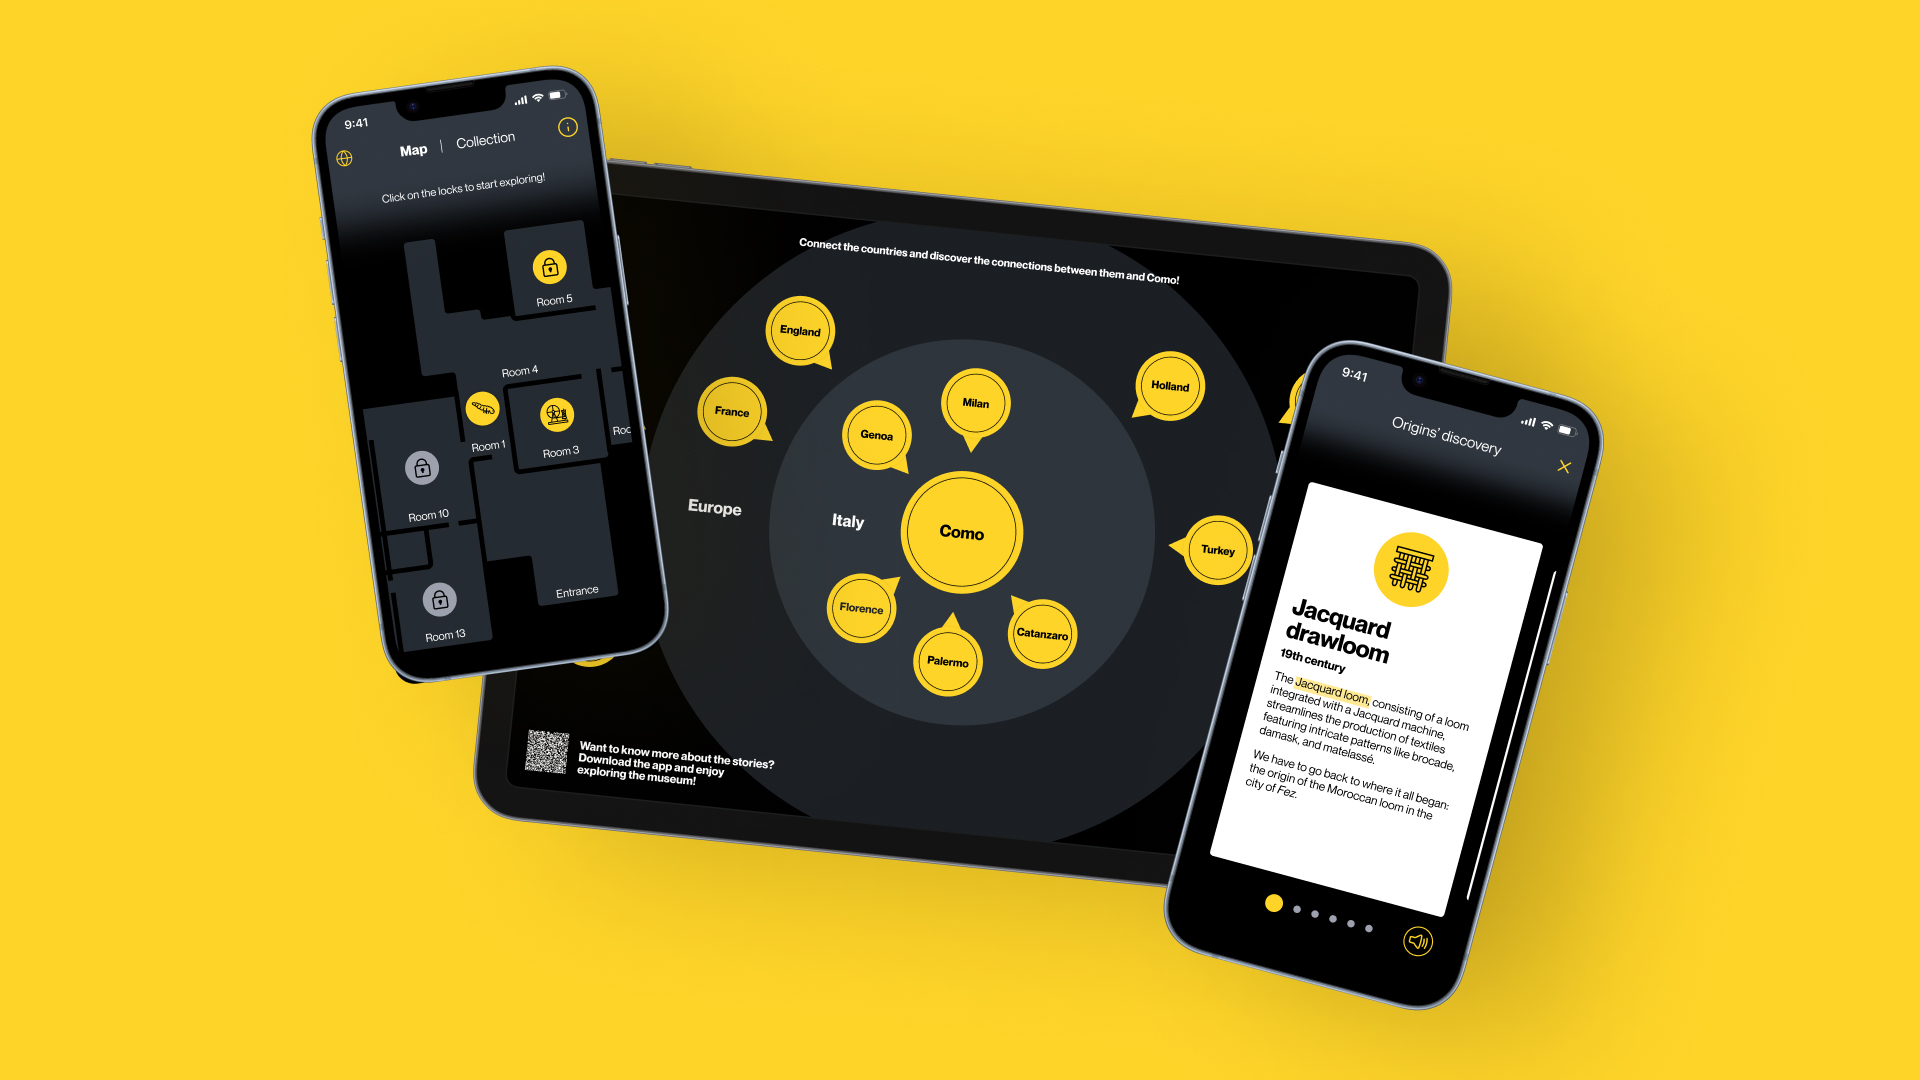 9:41
Map | Collection
Click on the locks to start exploring!
Room 5
Room 4
Room 1
Room 3
Room 10
Room 13
Entrance
Connect the countries and discover the connections between them and Como!
England
France
Genoa
Milan
Holland
Europe
Italy
Como
Turkey
Florence
Palermo
Catanzaro
Want to know more about the stories?
Download the app and enjoy
exploring the museum!
9:41
Origins’ discovery
Jacquard
drawloom
19th century
The Jacquard loom, consisting of a loom
integrated with a Jacquard machine,
streamlines the production of textiles
featuring intricate patterns like brocade,
damask, and matelassé.
We have to go back to where it all began:
the origin of the Moroccan loom in the
city of Fez.